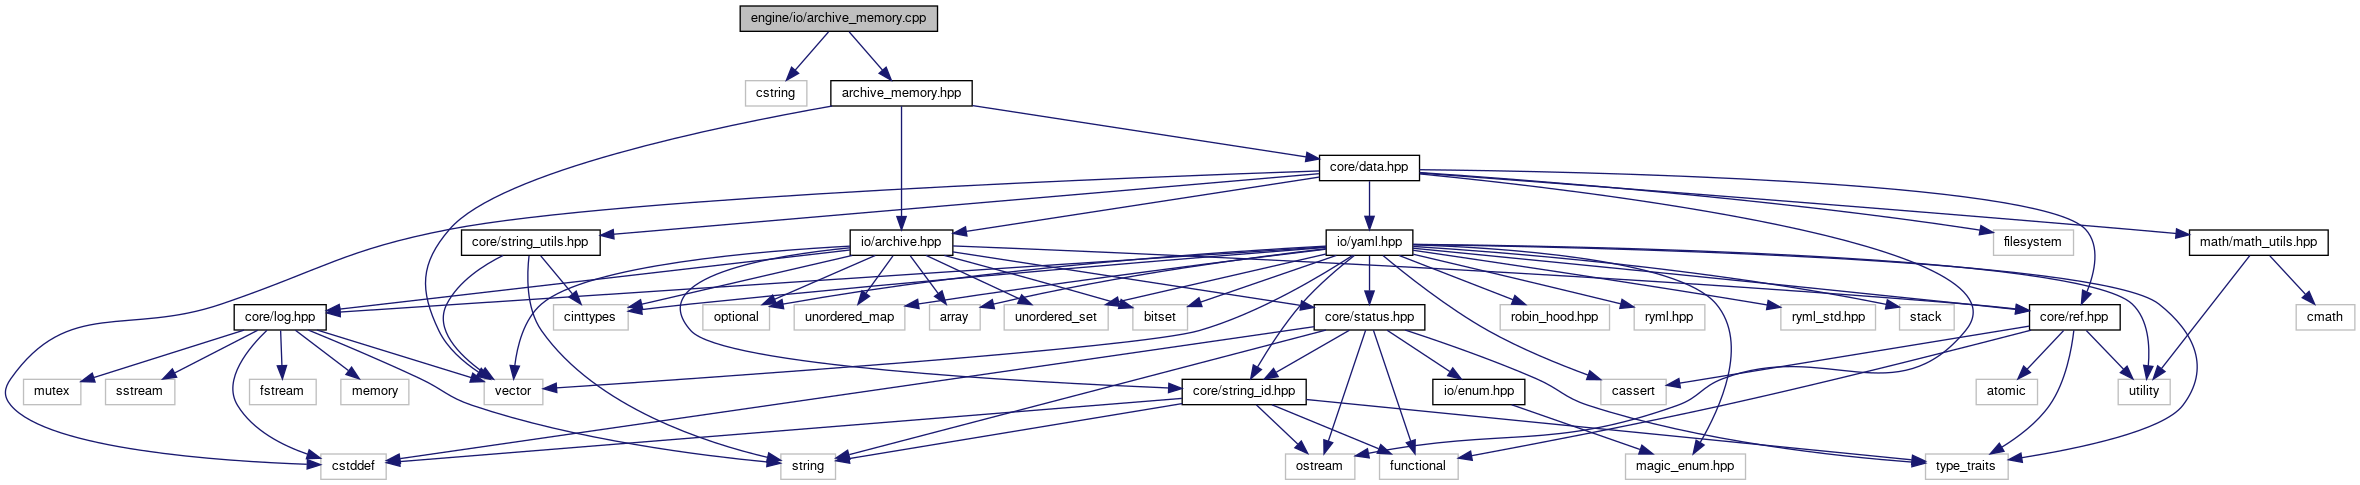 engine/io/archive_memory.cpp
cstring
archive_memory.hpp
core/data.hpp
core/string_utils.hpp
io/archive.hpp
io/yaml.hpp
filesystem
math/math_utils.hpp
core/log.hpp
cinttypes
optional
unordered_map
array
unordered_set
bitset
core/status.hpp
robin_hood.hpp
ryml.hpp
ryml_std.hpp
stack
core/ref.hpp
cmath
mutex
sstream
fstream
memory
vector
core/string_id.hpp
io/enum.hpp
cassert
atomic
utility
cstddef
string
ostream
functional
magic_enum.hpp
type_traits